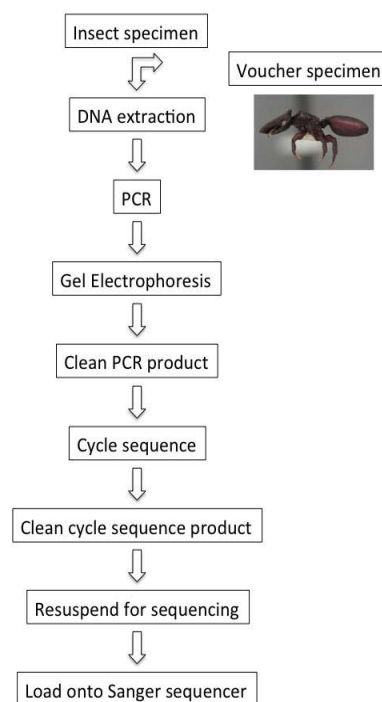 Insect specimen
Voucher specimen
DNA extraction
PCR
Gel Electrophoresis
Clean PCR product
Cycle sequence
Clean cycle sequence product
Resuspend for sequencing
Load onto Sanger sequencer